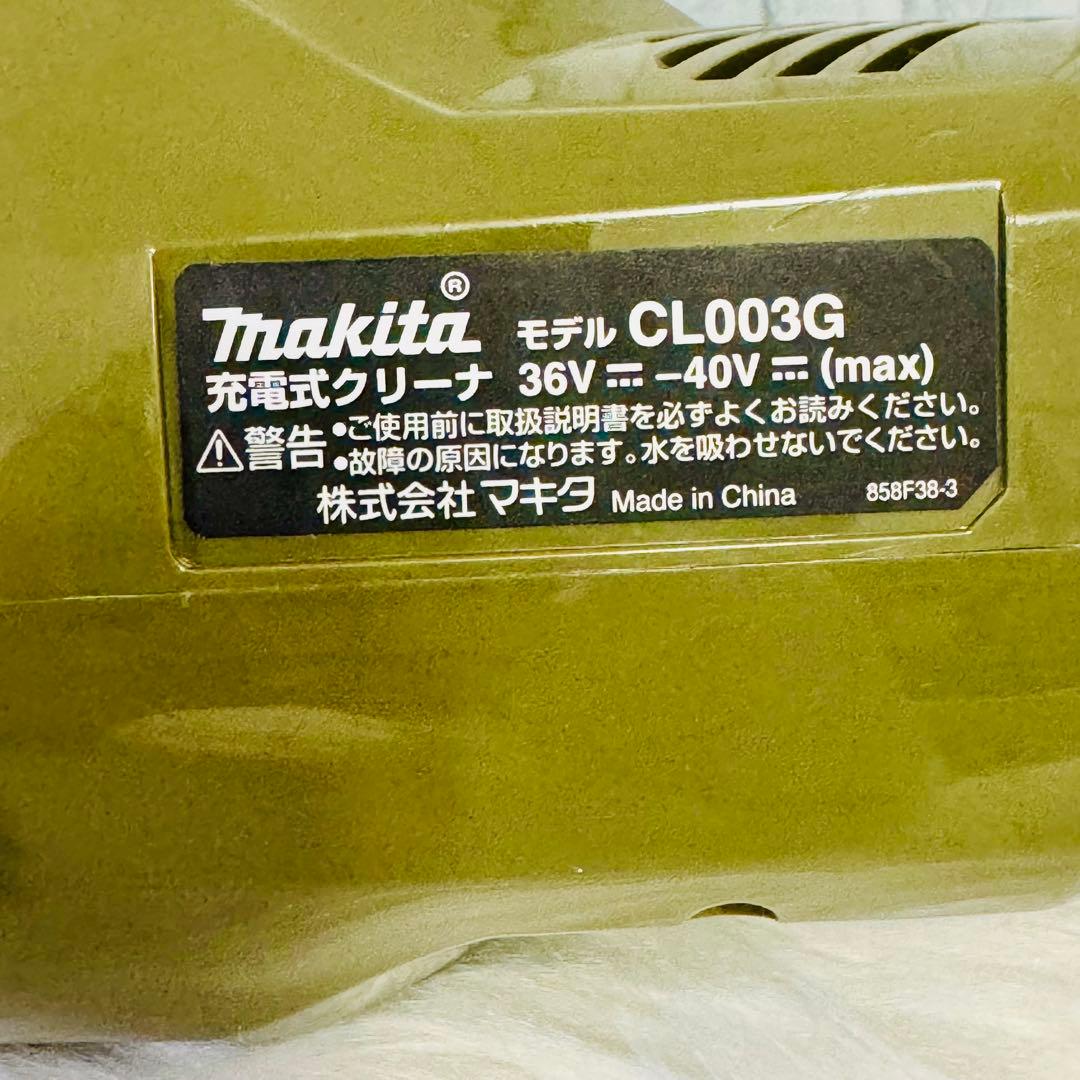 makita® モデル CL003G
充電式クリーナ 36V⎓-40V⎓(max)
⚠警告 •ご使用前に取扱説明書を必ずよくお読みください。
•故障の原因になります。水を吸わせないでください。
株式会社マキタ Made in China 858F38-3